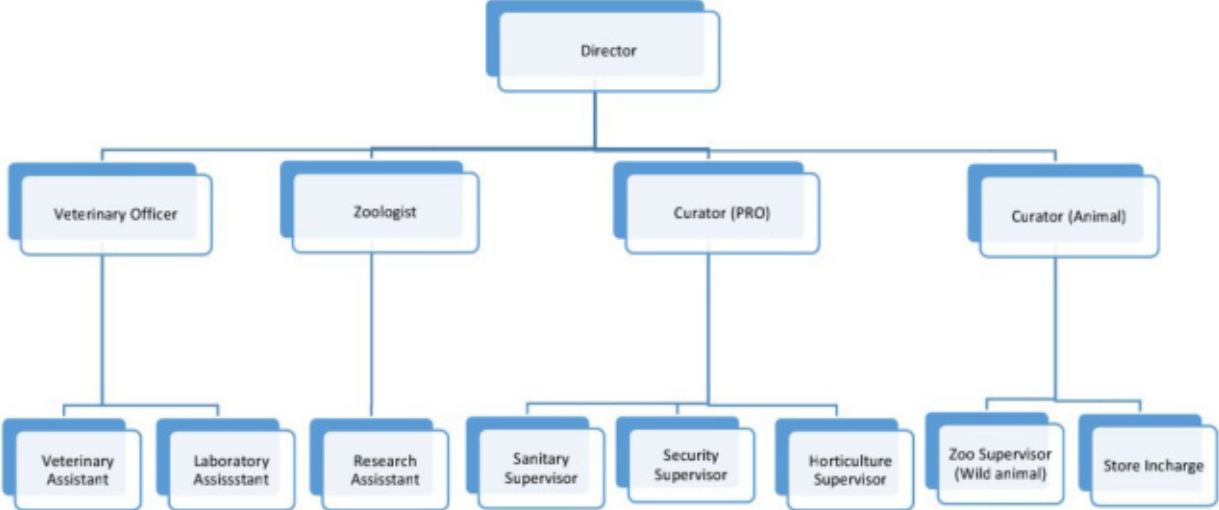 Director
Veterinary Officer
Zoologist
Curator (PRO)
Curator (Animal)
Veterinary
Assistant
Laboratory
Assissstant
Research
Assisstant
Sanitary
Supervisor
Security
Supervisor
Horticulture
Supervisor
Zoo Supervisor
(Wild animal)
Store Incharge